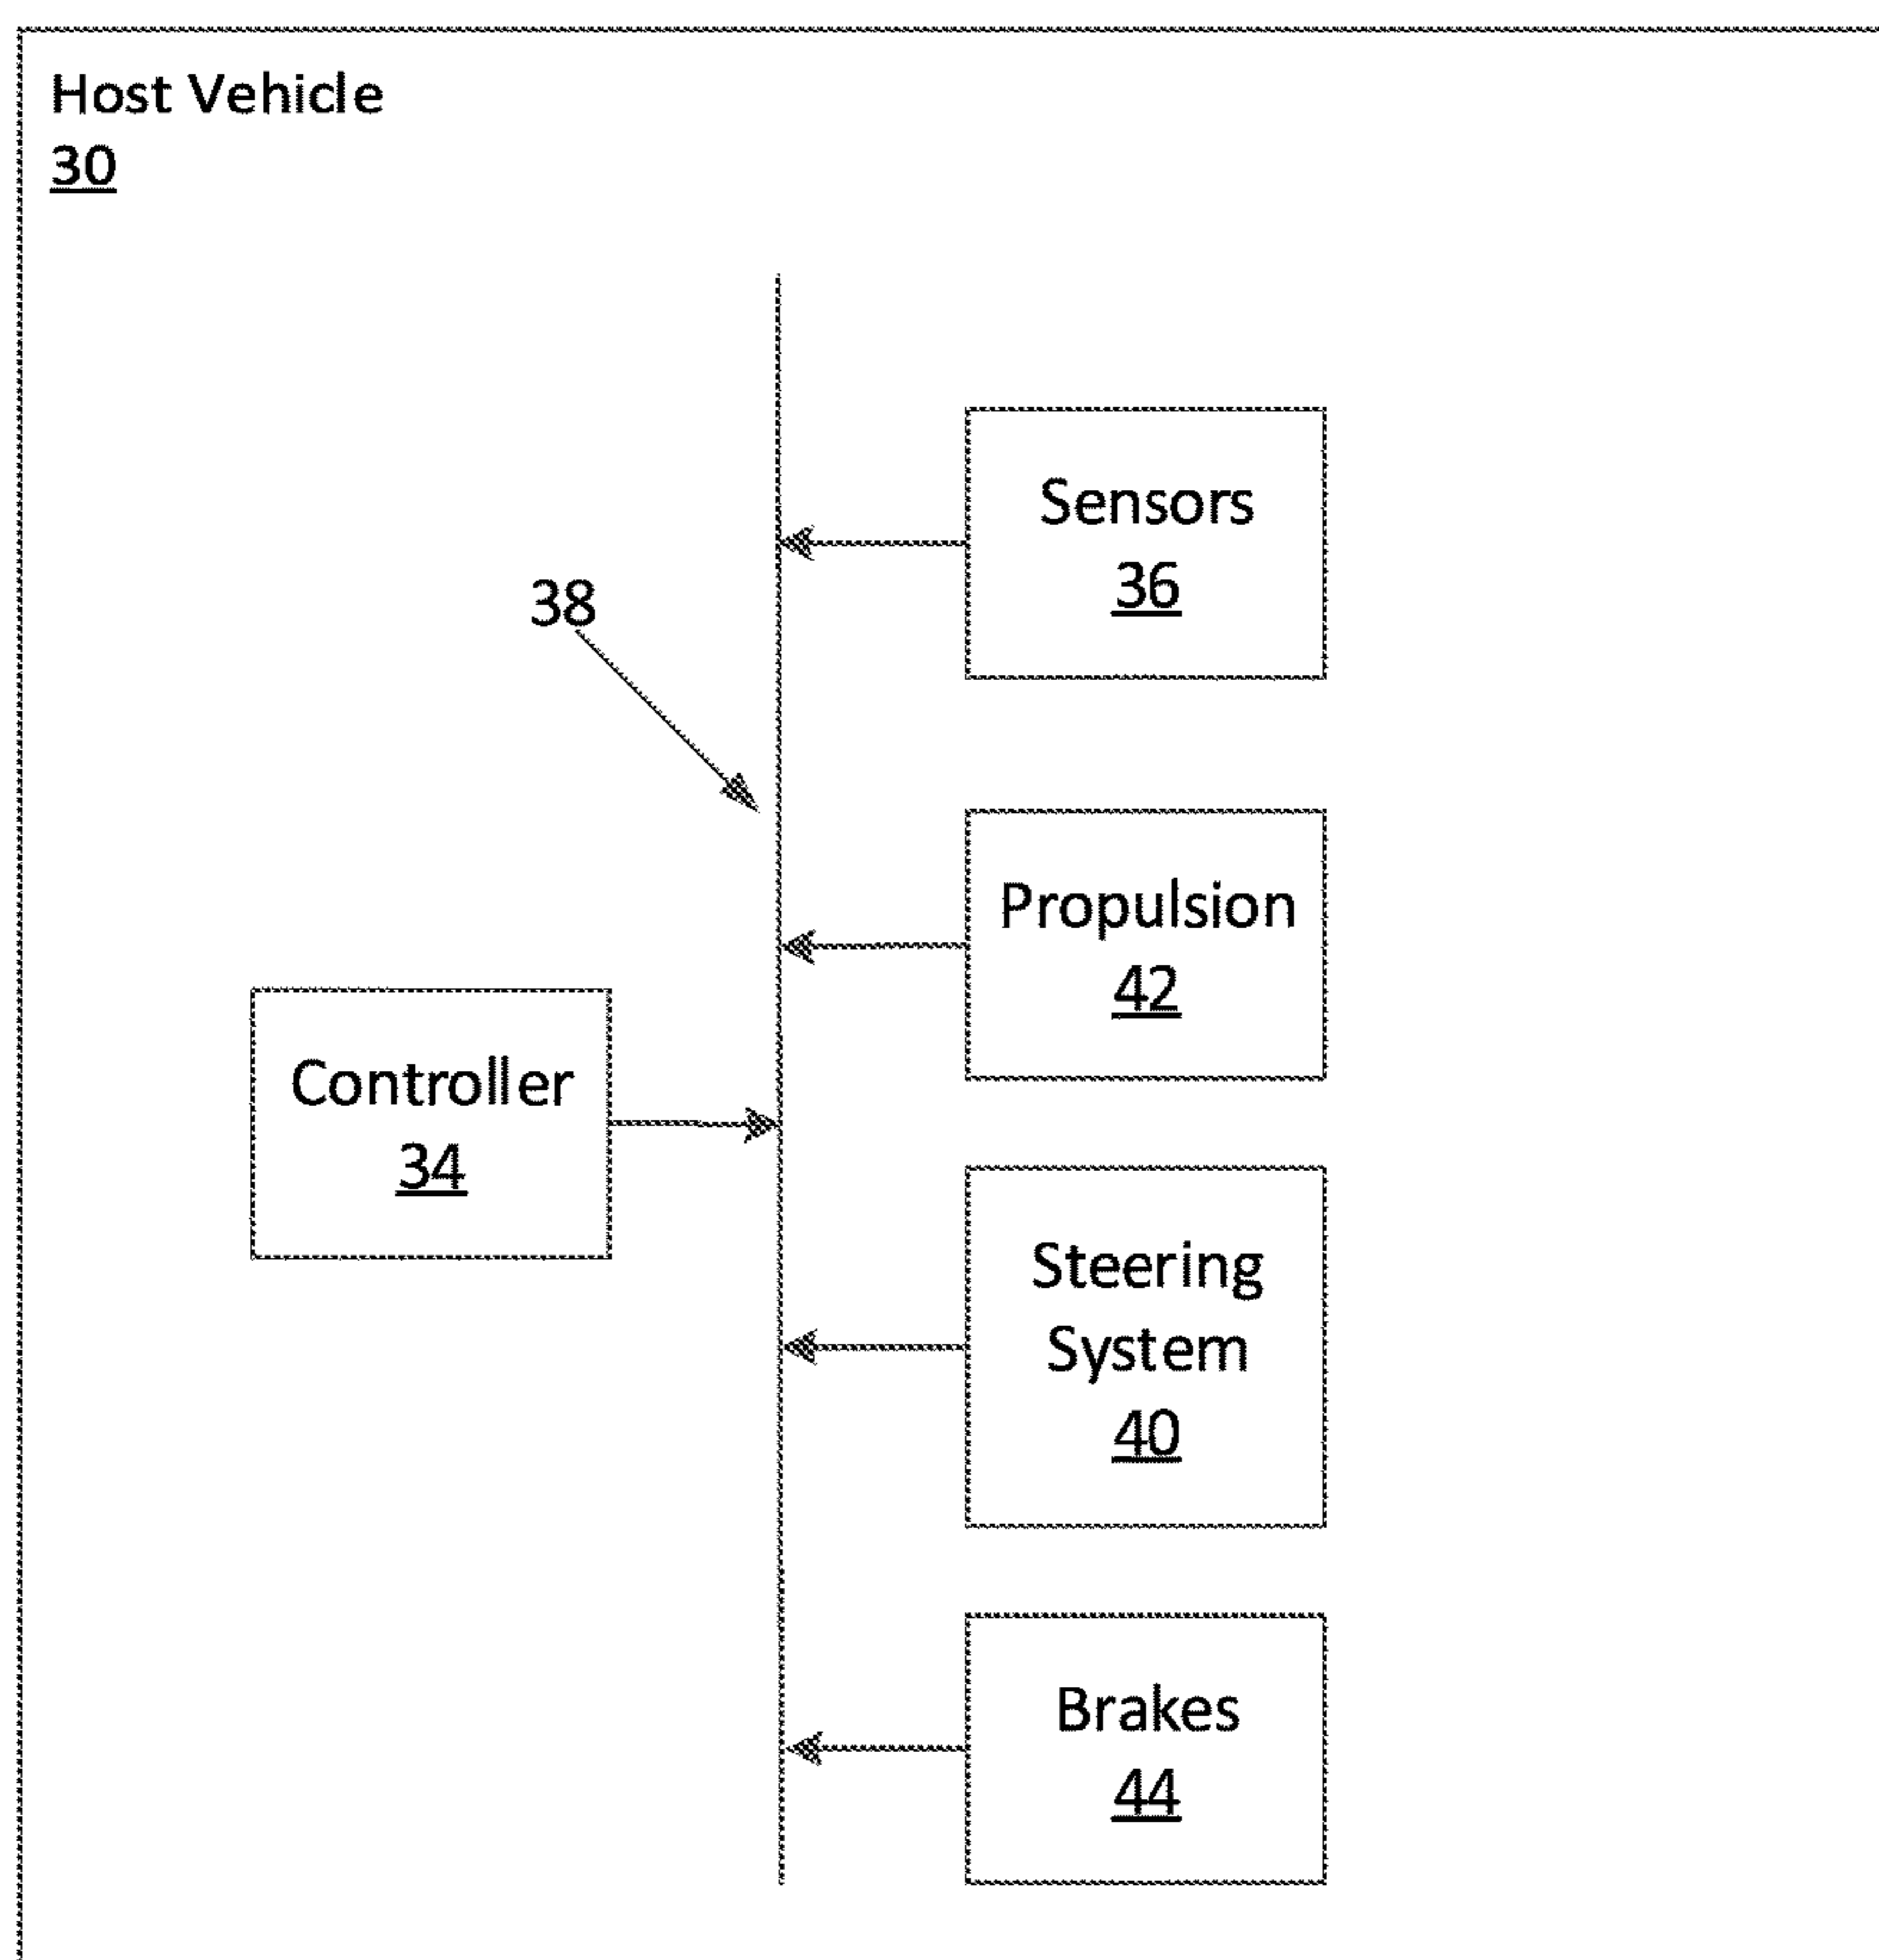 Host Vehicle
30
Sensors
36
38
Propulsion
42
Controller
34
Steering
System
40
Brakes
44